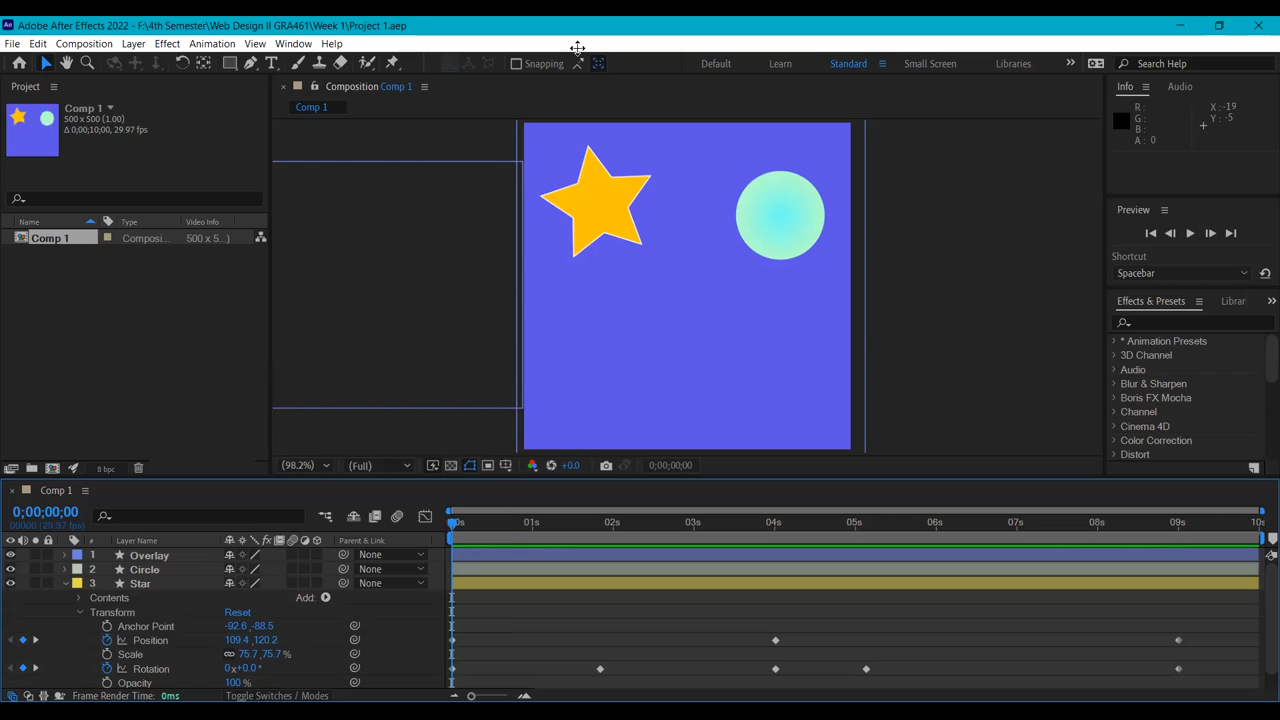 Adobe After Effects 2022 - F:\4th Semester\Web Design II GRA461\Week 1\Project 1.aep
File Edit Composition Layer Effect Animation View Window Help
Snapping Default Learn Standard Small Screen Libraries Search Help
Project Composition Comp 1 Info Audio
Comp 1
500 x 500 (1.00)
Δ 0;00;10;00, 29.97 fps
Comp 1
R:
G:
B:
A: 0
X: -19
Y: -5
Preview
Name Type Video Info
Comp 1 Composi... 500 x 5...)
Shortcut
Spacebar
Effects & Presets Librar
* Animation Presets
3D Channel
Audio
Blur & Sharpen
Boris FX Mocha
Channel
Cinema 4D
Color Correction
Distort
8 bpc (98.2%) (Full) +0.0 0;00;00;00
Comp 1
0;00;00;00
00000 (29.97 fps)
00s 01s 02s 03s 04s 05s 06s 07s 08s 09s 10s
# Layer Name fx Parent & Link
1 Overlay None
2 Circle None
3 Star None
Contents Add:
Transform Reset
Anchor Point -92.6,-88.5
Position 109.4,120.2
Scale 75.7,75.7%
Rotation 0x+0.0°
Opacity 100%
Frame Render Time: 0ms Toggle Switches / Modes